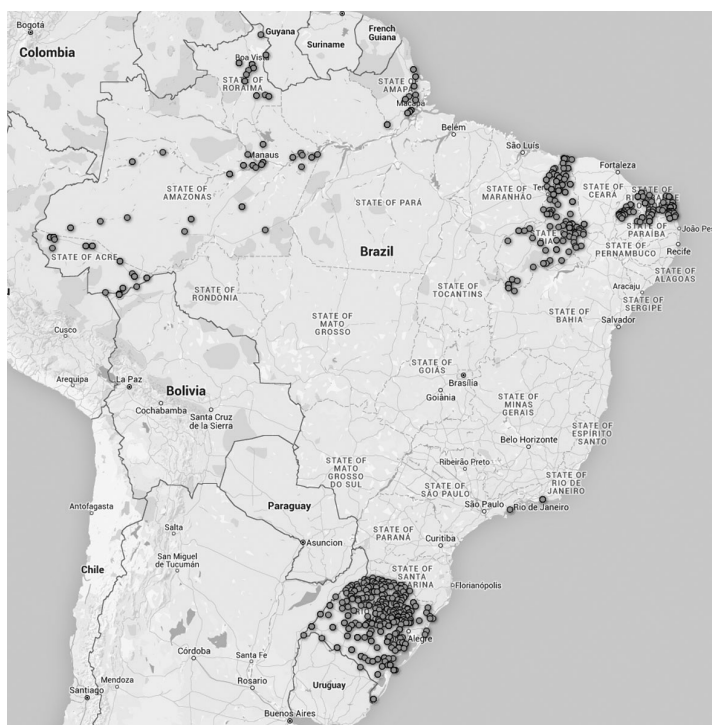 Bogotá
Colombia
Guyana
Suriname
French
Guiana
Boa Vista
STATE OF
RORAIMA
STATE OF
AMAPÁ
Macapá
Belém
São Luís
Fortaleza
Manaus
STATE OF
AMAZONAS
STATE OF PARÁ
STATE OF
MARANHÃO
STATE OF
CEARÁ
STATE OF
PARAÍBA
João Pes
Recife
STATE OF
PERNAMBUCO
STATE OF
ALAGOAS
Aracaju
STATE OF
SERGIPE
STATE OF ACRE
STATE OF
RONDÔNIA
Brazil
STATE OF
TOCANTINS
STATE OF
BAHIA
Salvador
STATE OF
MATO
GROSSO
Cusco
Arequipa
La Paz
Bolivia
Cochabamba
Santa Cruz
de la Sierra
STATE OF
GOIÁS
Brasília
Goiânia
STATE OF
MINAS
GERAIS
Belo Horizonte
STATE OF
ESPÍRITO
SANTO
STATE OF
MATO
GROSSO
DO SUL
Ribeirão Preto
STATE OF
SÃO PAULO
STATE OF
RIO DE
JANEIRO
São Paulo
Rio de Janeiro
Antofagasta
Paraguay
Asuncion
STATE OF
PARANÁ
Curitiba
Salta
San Miguel
de Tucumán
Chile
STATE OF
SANTA
Florianópolis
Alegre
Córdoba
Santa Fe
Mendoza
Rosario
Santiago
Uruguay
Buenos Aires